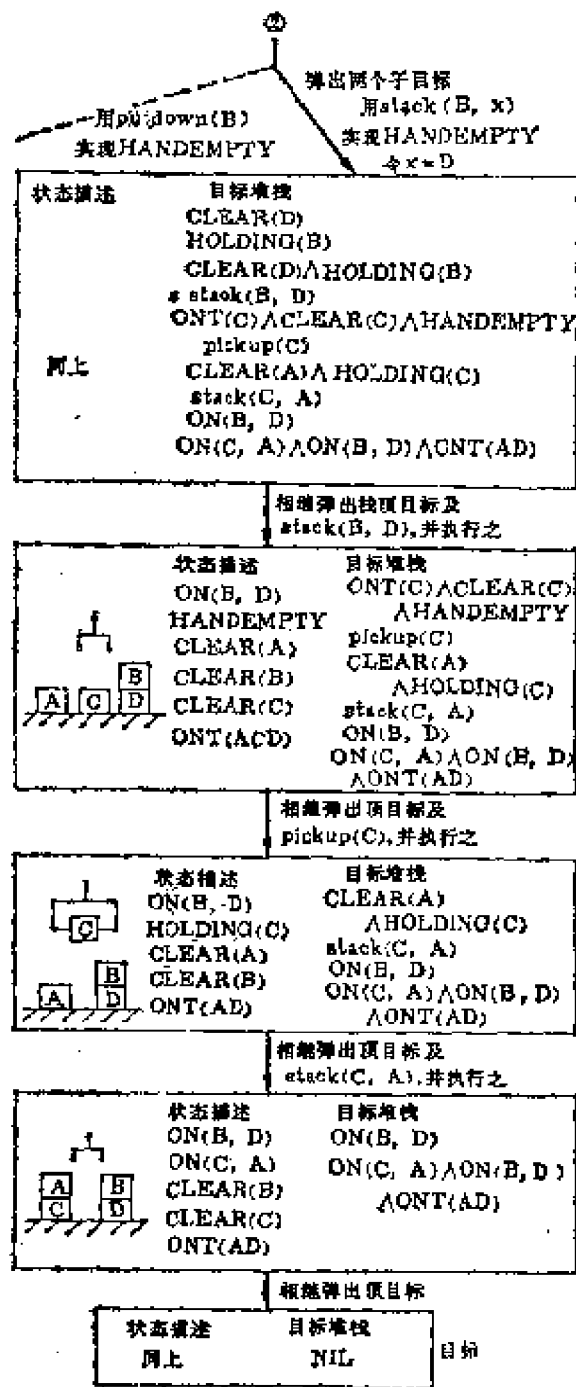 ②
弹出两个子目标
用stack(B, x)
实现HANDEMPTY
令x=D
用putdown(B)
实现HANDEMPTY
状态描述
同上
目标堆栈
CLEAR(D)
HOLDING(B)
CLEAR(D)∧HOLDING(B)
stack(B, D)
ONT(C)∧CLEAR(C)∧HANDEMPTY
pickup(C)
CLEAR(A)∧HOLDING(C)
stack(C, A)
ON(B, D)
ON(C, A)∧ON(B, D)∧ONT(AD)
相继弹出栈顶目标及
stack(B, D),并执行之
A C B D
状态描述
ON(B, D)
HANDEMPTY
CLEAR(A)
CLEAR(B)
CLEAR(C)
ONT(ACD)
目标堆栈
ONT(C)∧CLEAR(C)
∧HANDEMPTY
pickup(C)
CLEAR(A)
∧HOLDING(C)
stack(C, A)
ON(B, D)
ON(C, A)∧ON(B, D)
∧ONT(AD)
相继弹出顶目标及
pickup(C),并执行之
C
A B D
状态描述
ON(B, D)
HOLDING(C)
CLEAR(A)
CLEAR(B)
ONT(AD)
目标堆栈
CLEAR(A)
∧HOLDING(C)
stack(C, A)
ON(B, D)
ON(C, A)∧ON(B, D)
∧ONT(AD)
相继弹出顶目标及
stack(C, A),并执行之
A B
C D
状态描述
ON(B, D)
ON(C, A)
CLEAR(B)
CLEAR(C)
ONT(AD)
目标堆栈
ON(B, D)
ON(C, A)∧ON(B, D)
∧ONT(AD)
相继弹出顶目标
状态描述
同上
目标堆栈
NIL
目标